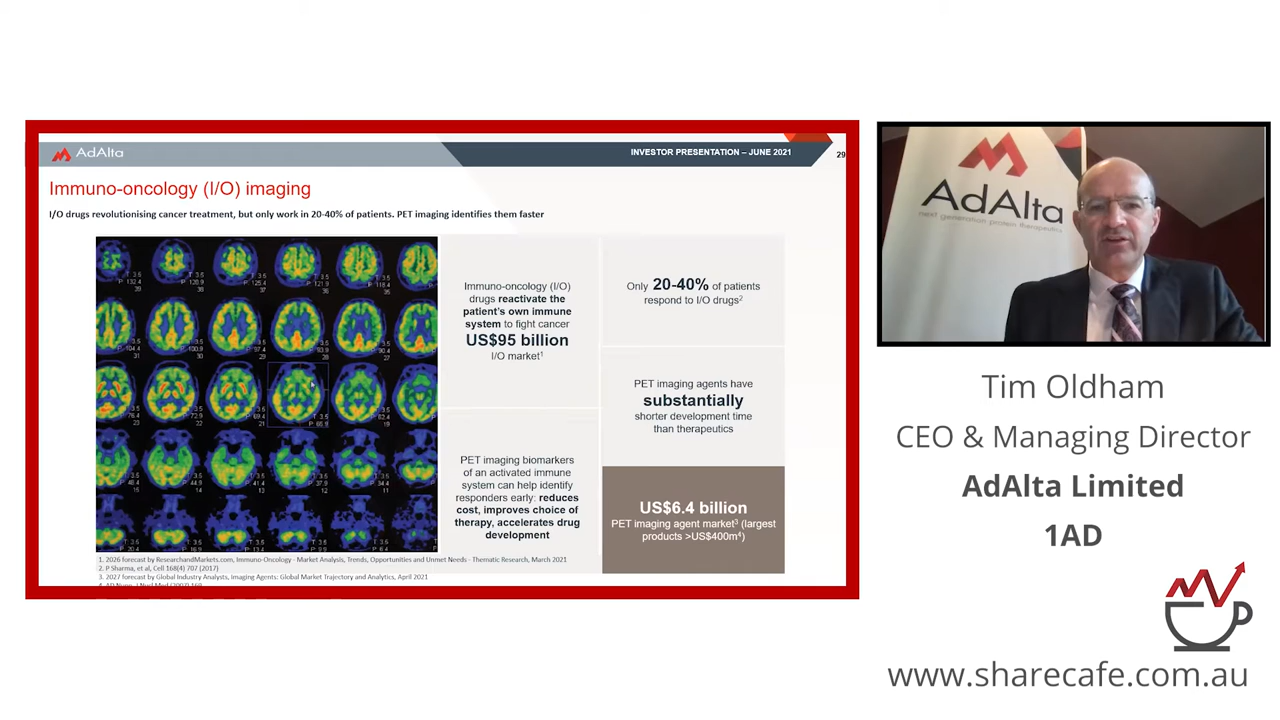 AdAlta
INVESTOR PRESENTATION – JUNE 2021
29
Immuno-oncology (I/O) imaging
I/O drugs revolutionising cancer treatment, but only work in 20-40% of patients. PET imaging identifies them faster
Immuno-oncology (I/O)
drugs reactivate the
patient's own immune
system to fight cancer
US$95 billion
I/O market1
PET imaging biomarkers
of an activated immune
system can help identify
responders early: reduces
cost, improves choice of
therapy, accelerates drug
development
Only 20-40% of patients
respond to I/O drugs2
PET imaging agents have
substantially
shorter development time
than therapeutics
US$6.4 billion
PET imaging agent market3 (largest
products >US$400m4)
1. 2026 forecast by ResearchandMarkets.com, Immuno-Oncology - Market Analysis, Trends, Opportunities and Unmet Needs - Thematic Research, March 2021
2. P Sharma, et al, Cell 168(4) 707 (2017)
3. 2027 forecast by Global Industry Analysts, Imaging Agents: Global Market Trajectory and Analytics, April 2021
AdAlta
next generation protein therapeutics
Tim Oldham
CEO & Managing Director
AdAlta Limited
1AD
www.sharecafe.com.au